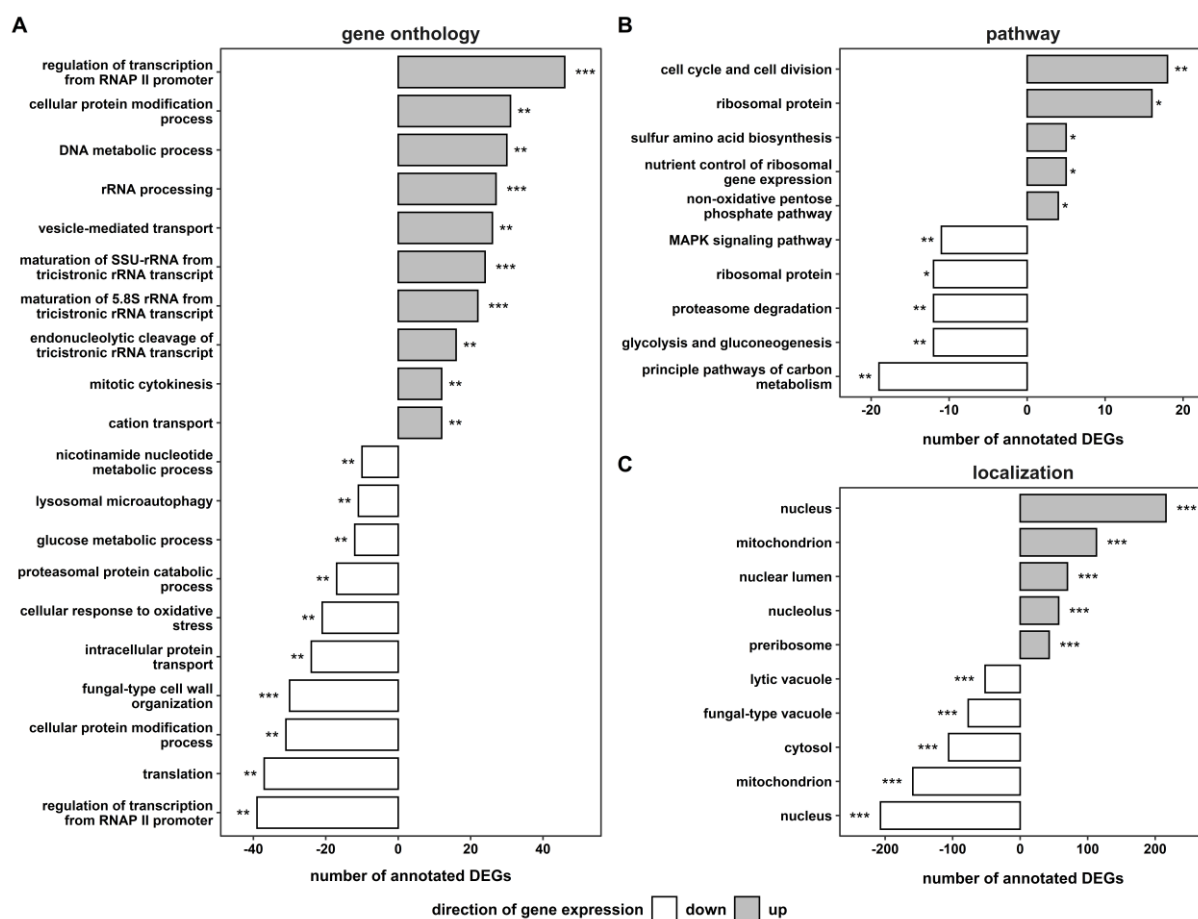 A
gene onthology
regulation of transcription
from RNAP II promoter
***
cellular protein modification
process
**
DNA metabolic process
**
rRNA processing
***
vesicle-mediated transport
**
maturation of SSU-rRNA from
tricistronic rRNA transcript
***
maturation of 5.8S rRNA from
tricistronic rRNA transcript
***
endonucleolytic cleavage of
tricistronic rRNA transcript
**
mitotic cytokinesis
**
cation transport
**
nicotinamide nucleotide
metabolic process
**
lysosomal microautophagy
**
glucose metabolic process
**
proteasomal protein catabolic
process
**
cellular response to oxidative
stress
**
intracellular protein
transport
**
fungal-type cell wall
organization
***
cellular protein modification
process
**
translation
**
regulation of transcription
from RNAP II promoter
**
-40 -20 0 20 40
number of annotated DEGs
B
pathway
cell cycle and cell division
**
ribosomal protein
*
sulfur amino acid biosynthesis
*
nutrient control of ribosomal
gene expression
*
non-oxidative pentose
phosphate pathway
*
MAPK signaling pathway
**
ribosomal protein
*
proteasome degradation
**
glycolysis and gluconeogenesis
**
principle pathways of carbon
metabolism
**
-20 -10 0 10 20
number of annotated DEGs
C
localization
nucleus
***
mitochondrion
***
nuclear lumen
***
nucleolus
***
preribosome
***
lytic vacuole
***
fungal-type vacuole
***
cytosol
***
mitochondrion
***
nucleus
***
-200 -100 0 100 200
number of annotated DEGs
direction of gene expression down up